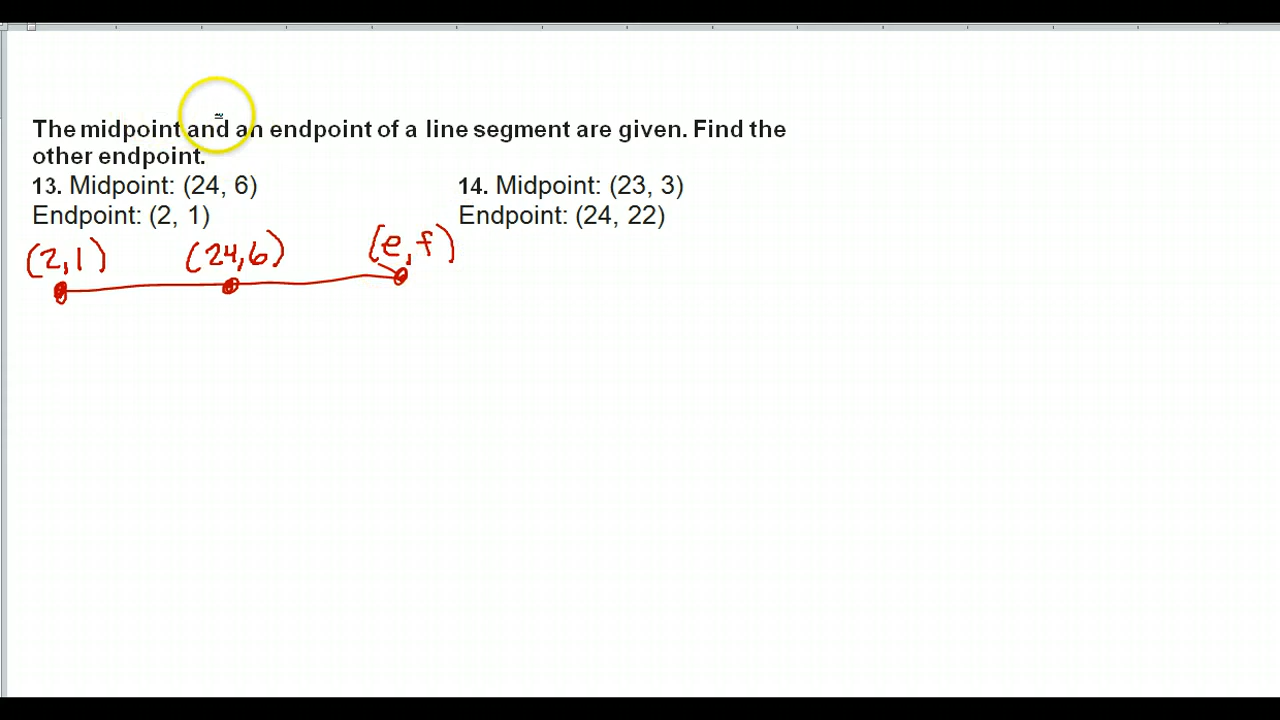 The midpoint and an endpoint of a line segment are given. Find the
other endpoint.
13. Midpoint: (24, 6)
Endpoint: (2, 1)
14. Midpoint: (23, 3)
Endpoint: (24, 22)
(2,1) (24,6) (e,f)